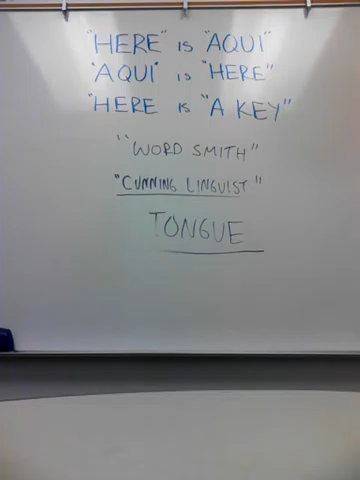 "HERE" is "AQUI"
"AQUI" is "HERE"
"HERE is "A KEY"
"WORD SMITH"
"CUNNING LINGUIST"
TONGUE